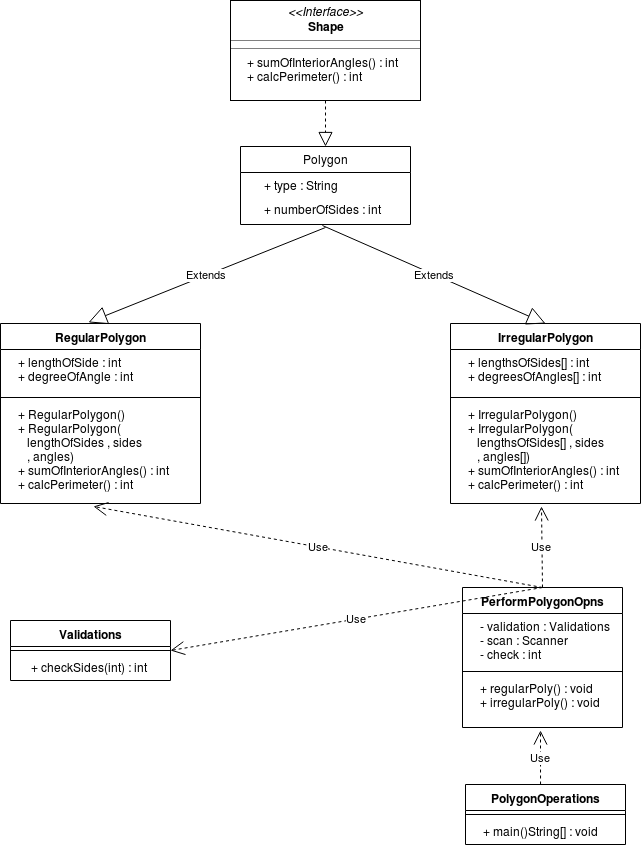 <<Interface>>
Shape
+ sumOfInteriorAngles() : int
+ calcPerimeter() : int
Polygon
+ type : String
+ numberOfSides : int
Extends
Extends
RegularPolygon
+ lengthOfSide : int
+ degreeOfAngle : int
+ RegularPolygon()
+ RegularPolygon(
lengthOfSides , sides
, angles)
+ sumOfInteriorAngles() : int
+ calcPerimeter() : int
IrregularPolygon
+ lengthsOfSides[] : int
+ degreesOfAngles[] : int
+ IrregularPolygon()
+ IrregularPolygon(
lengthsOfSides[] , sides
, angles[])
+ sumOfInteriorAngles() : int
+ calcPerimeter() : int
Use
Use
Use
Validations
+ checkSides(int) : int
PerformPolygonOpns
- validation : Validations
- scan : Scanner
- check : int
+ regularPoly() : void
+ irregularPoly() : void
Use
PolygonOperations
+ main()String[] : void